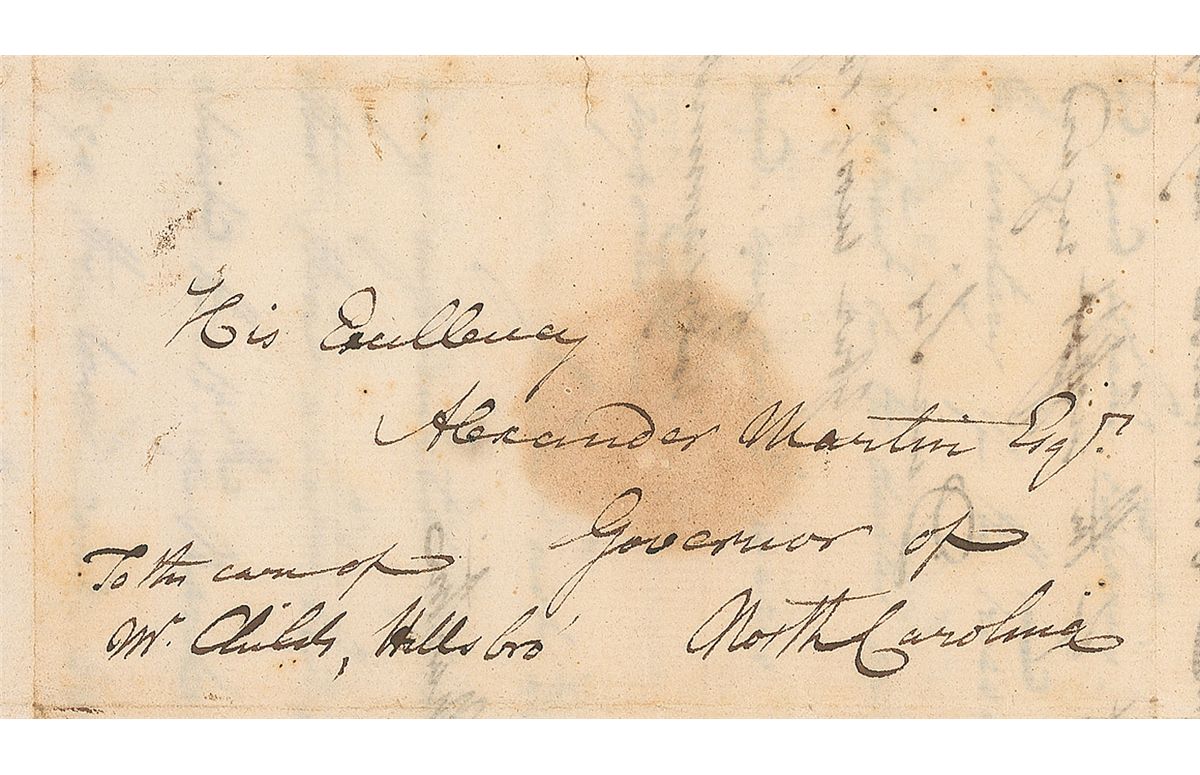 His Excellency
Alexander Martin Esqr.
Governor of
North Carolina
To the care of
Mr. Childs, Hillsbro'